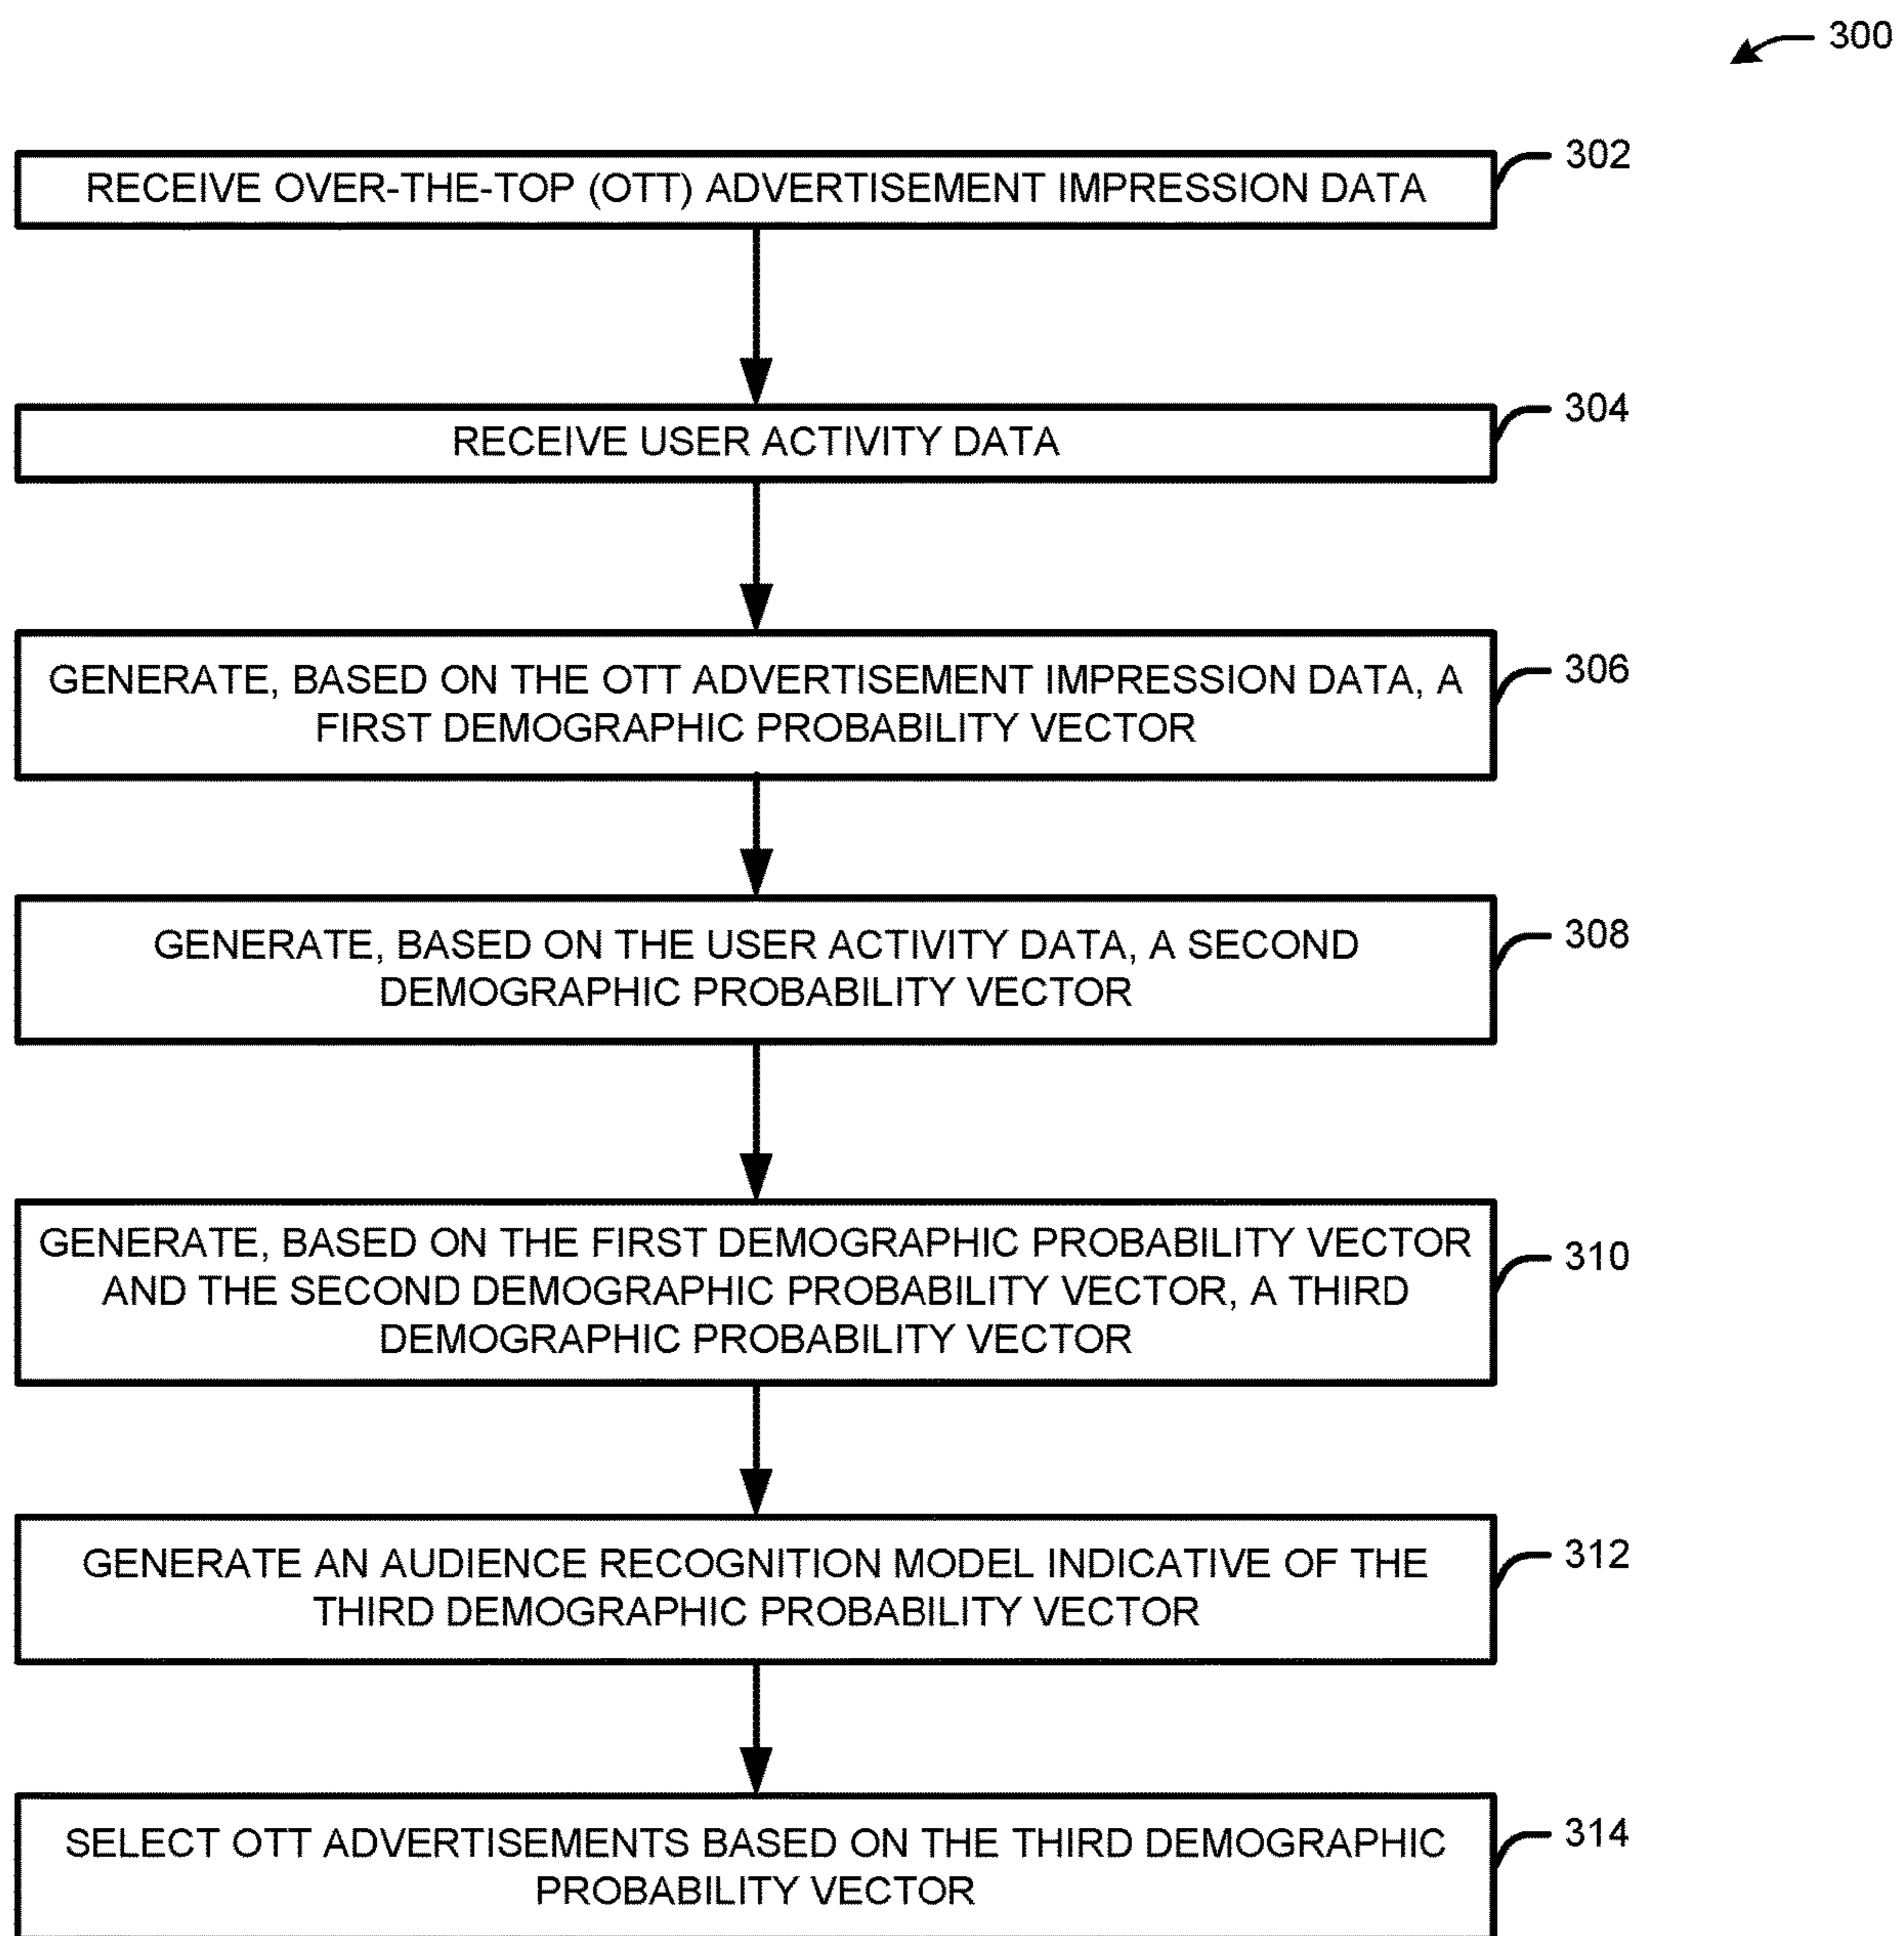 300
RECEIVE OVER-THE-TOP (OTT) ADVERTISEMENT IMPRESSION DATA
302
RECEIVE USER ACTIVITY DATA
304
GENERATE, BASED ON THE OTT ADVERTISEMENT IMPRESSION DATA, A
FIRST DEMOGRAPHIC PROBABILITY VECTOR
306
GENERATE, BASED ON THE USER ACTIVITY DATA, A SECOND
DEMOGRAPHIC PROBABILITY VECTOR
308
GENERATE, BASED ON THE FIRST DEMOGRAPHIC PROBABILITY VECTOR
AND THE SECOND DEMOGRAPHIC PROBABILITY VECTOR, A THIRD
DEMOGRAPHIC PROBABILITY VECTOR
310
GENERATE AN AUDIENCE RECOGNITION MODEL INDICATIVE OF THE
THIRD DEMOGRAPHIC PROBABILITY VECTOR
312
SELECT OTT ADVERTISEMENTS BASED ON THE THIRD DEMOGRAPHIC
PROBABILITY VECTOR
314